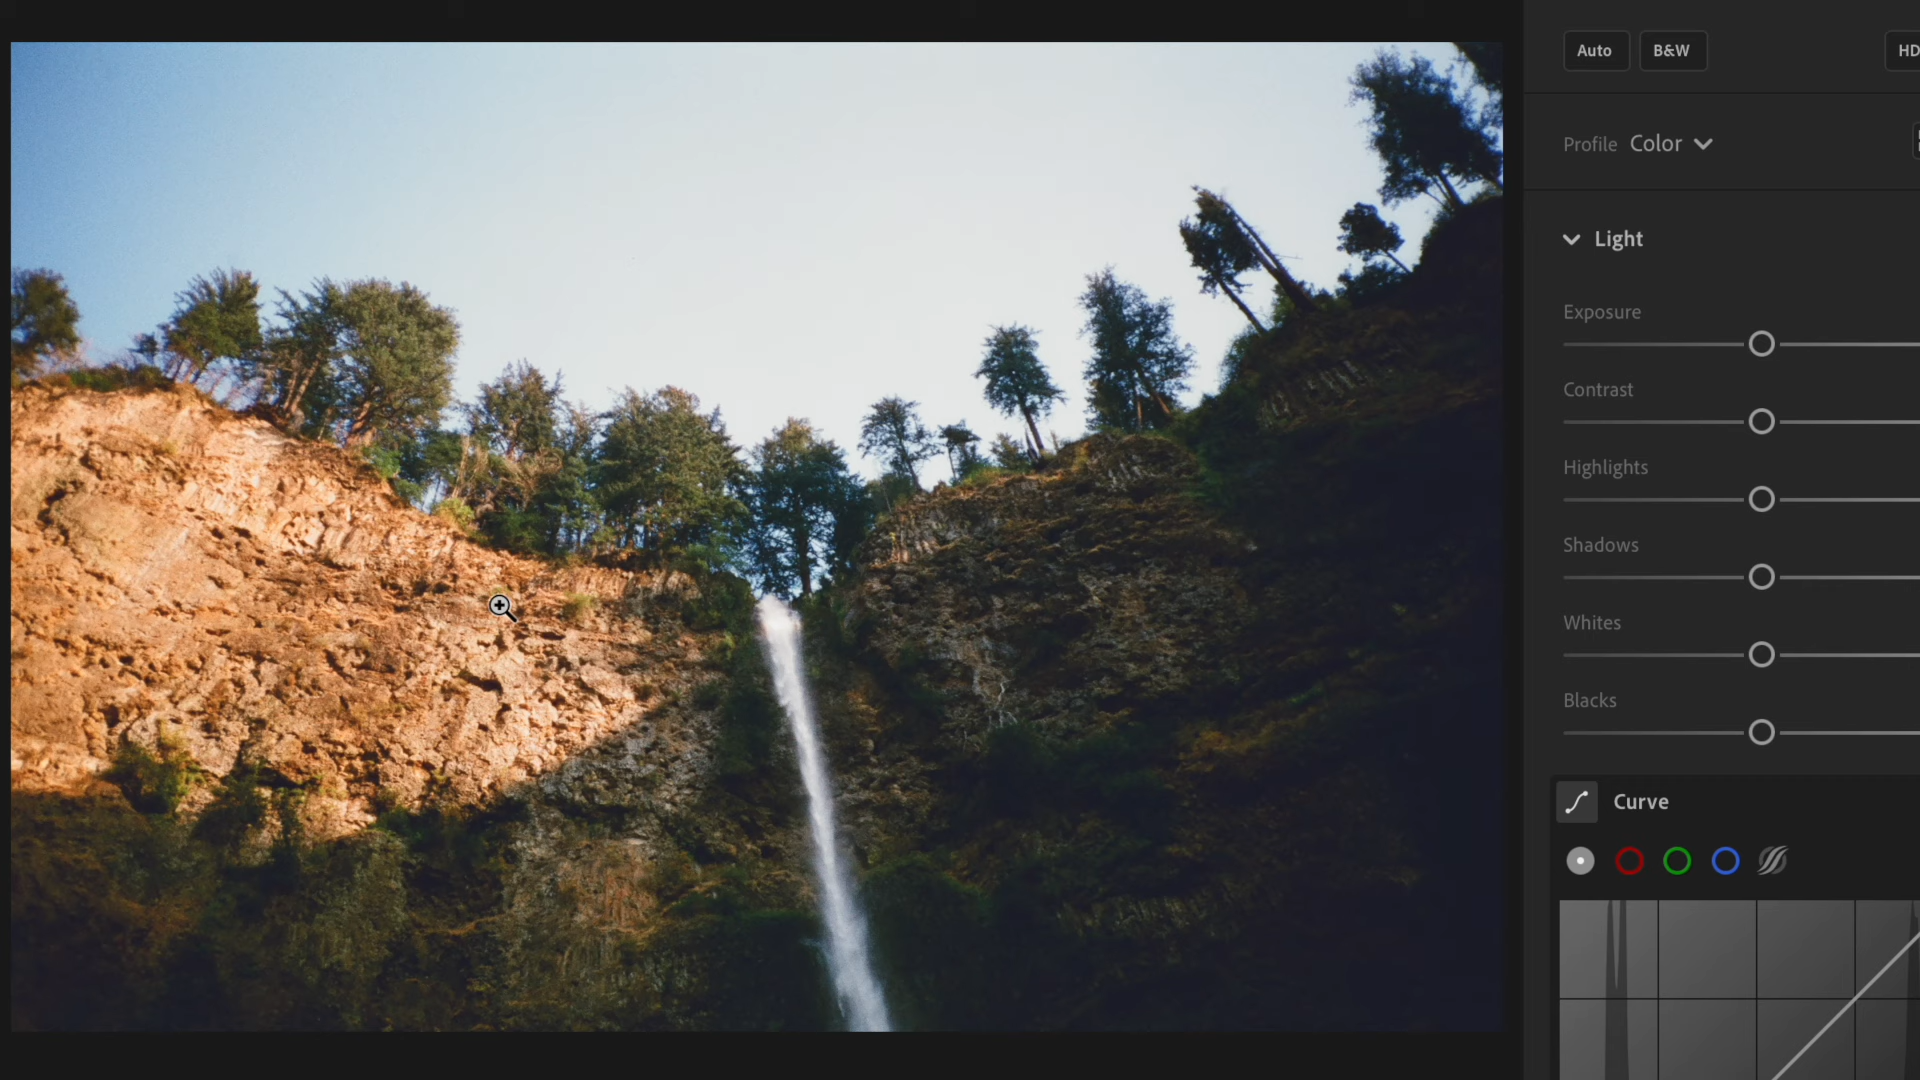 Auto
B&W
HD
Profile Color
Light
Exposure
Contrast
Highlights
Shadows
Whites
Blacks
Curve